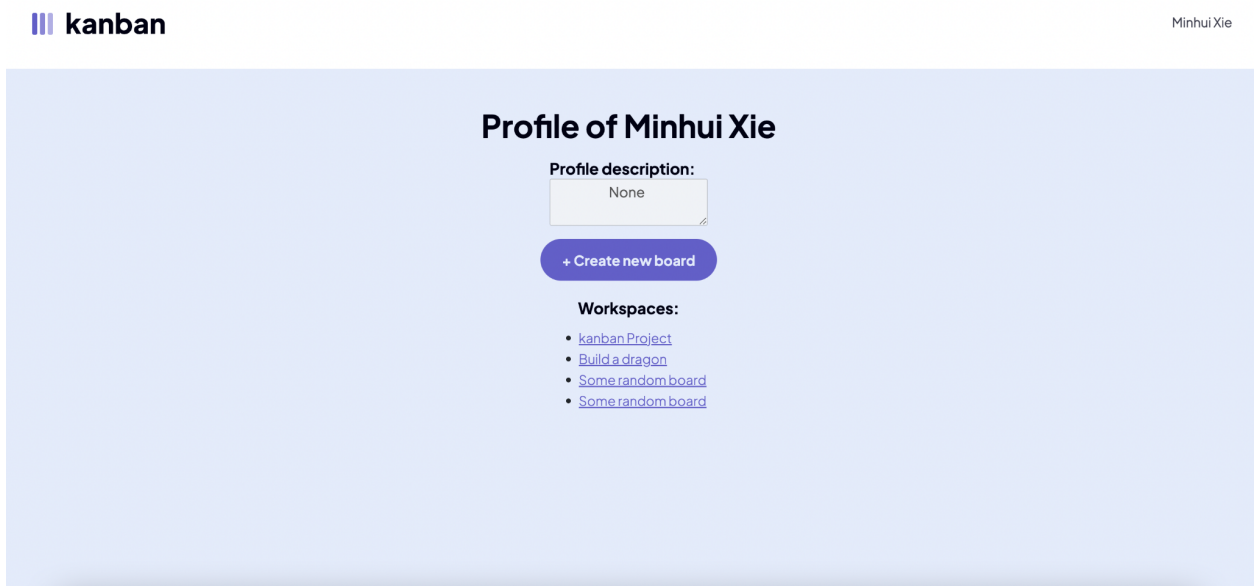 kanban
Minhui Xie
Profile of Minhui Xie
Profile description:
None
+ Create new board
Workspaces:
kanban Project
Build a dragon
Some random board
Some random board